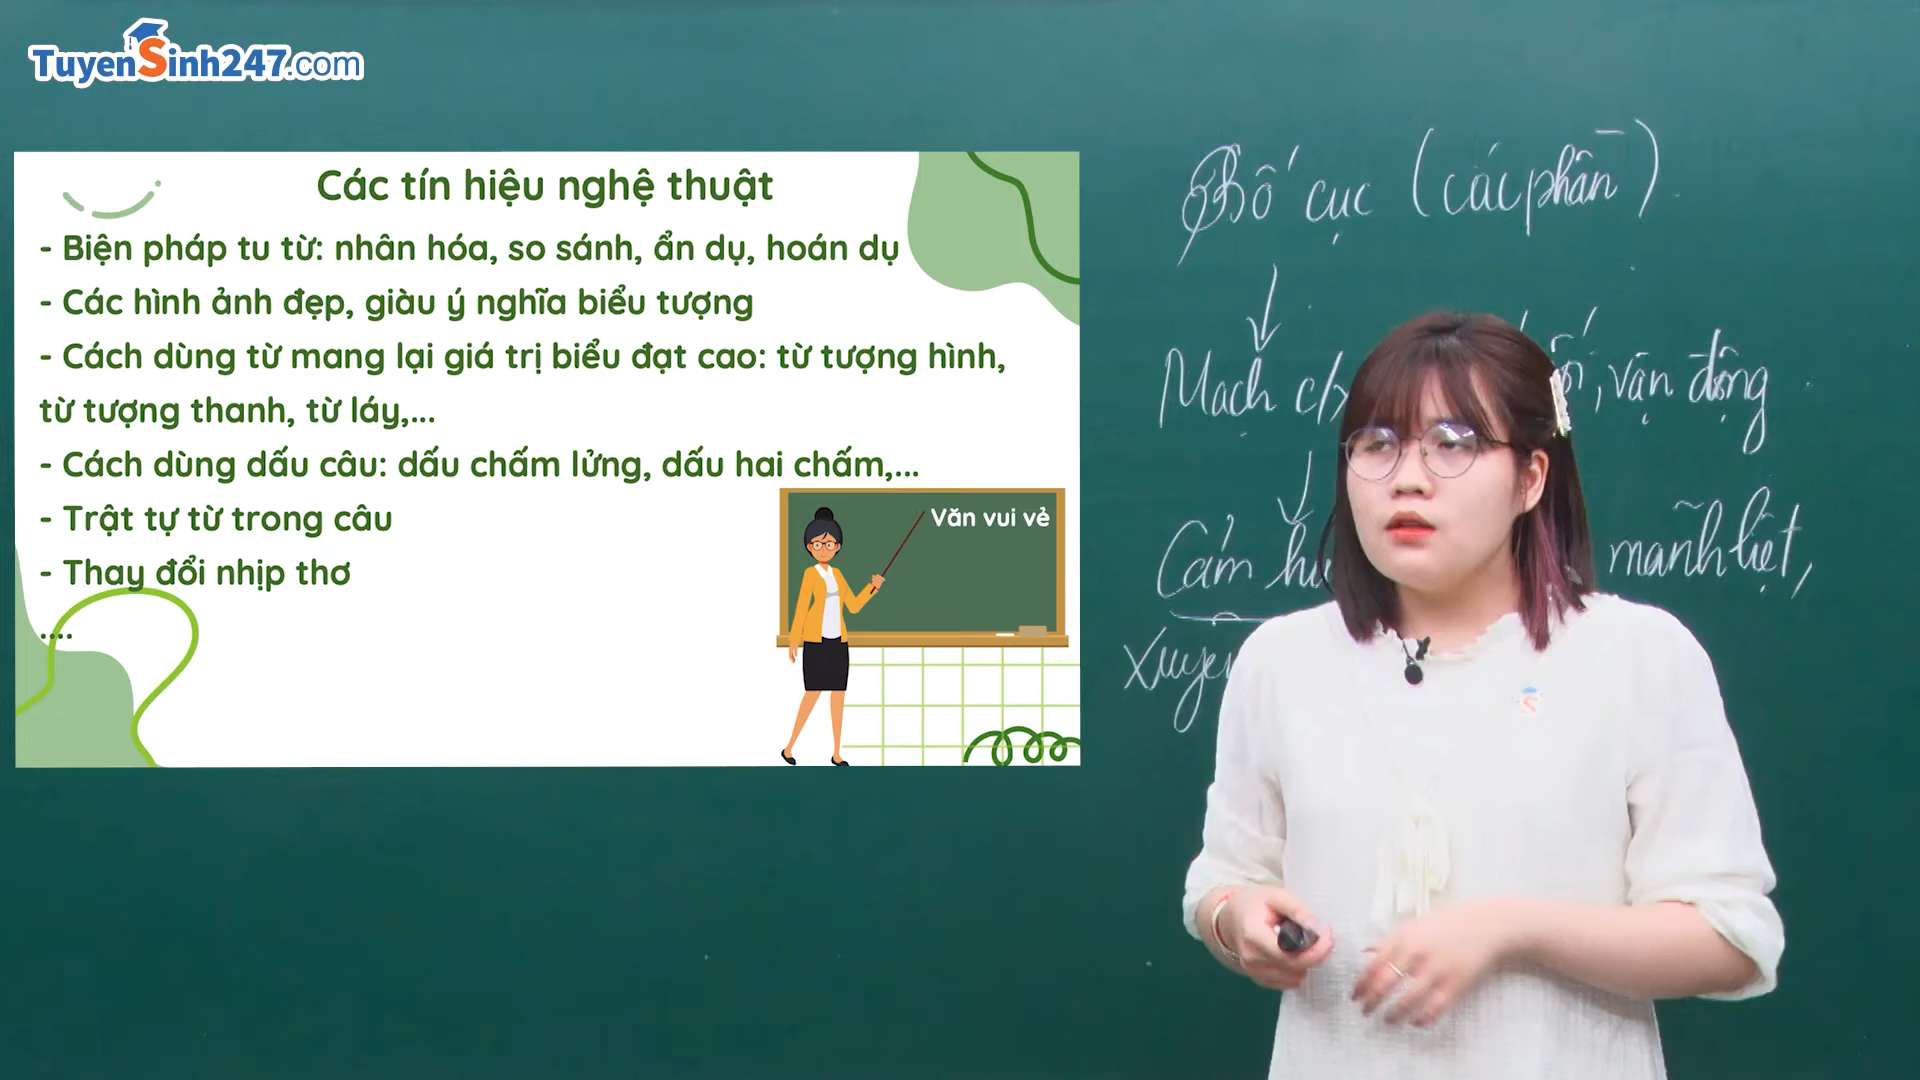 TuyenSinh247.com
Các tín hiệu nghệ thuật
- Biện pháp tu từ: nhân hóa, so sánh, ẩn dụ, hoán dụ
- Các hình ảnh đẹp, giàu ý nghĩa biểu tượng
- Cách dùng từ mang lại giá trị biểu đạt cao: từ tượng hình,
từ tượng thanh, từ láy,...
- Cách dùng dấu câu: dấu chấm lửng, dấu hai chấm,...
- Trật tự từ trong câu
- Thay đổi nhịp thơ
....
Văn vui vẻ
Bố cục (các phần)
Mạch , vận động
Cảm mãnh liệt,